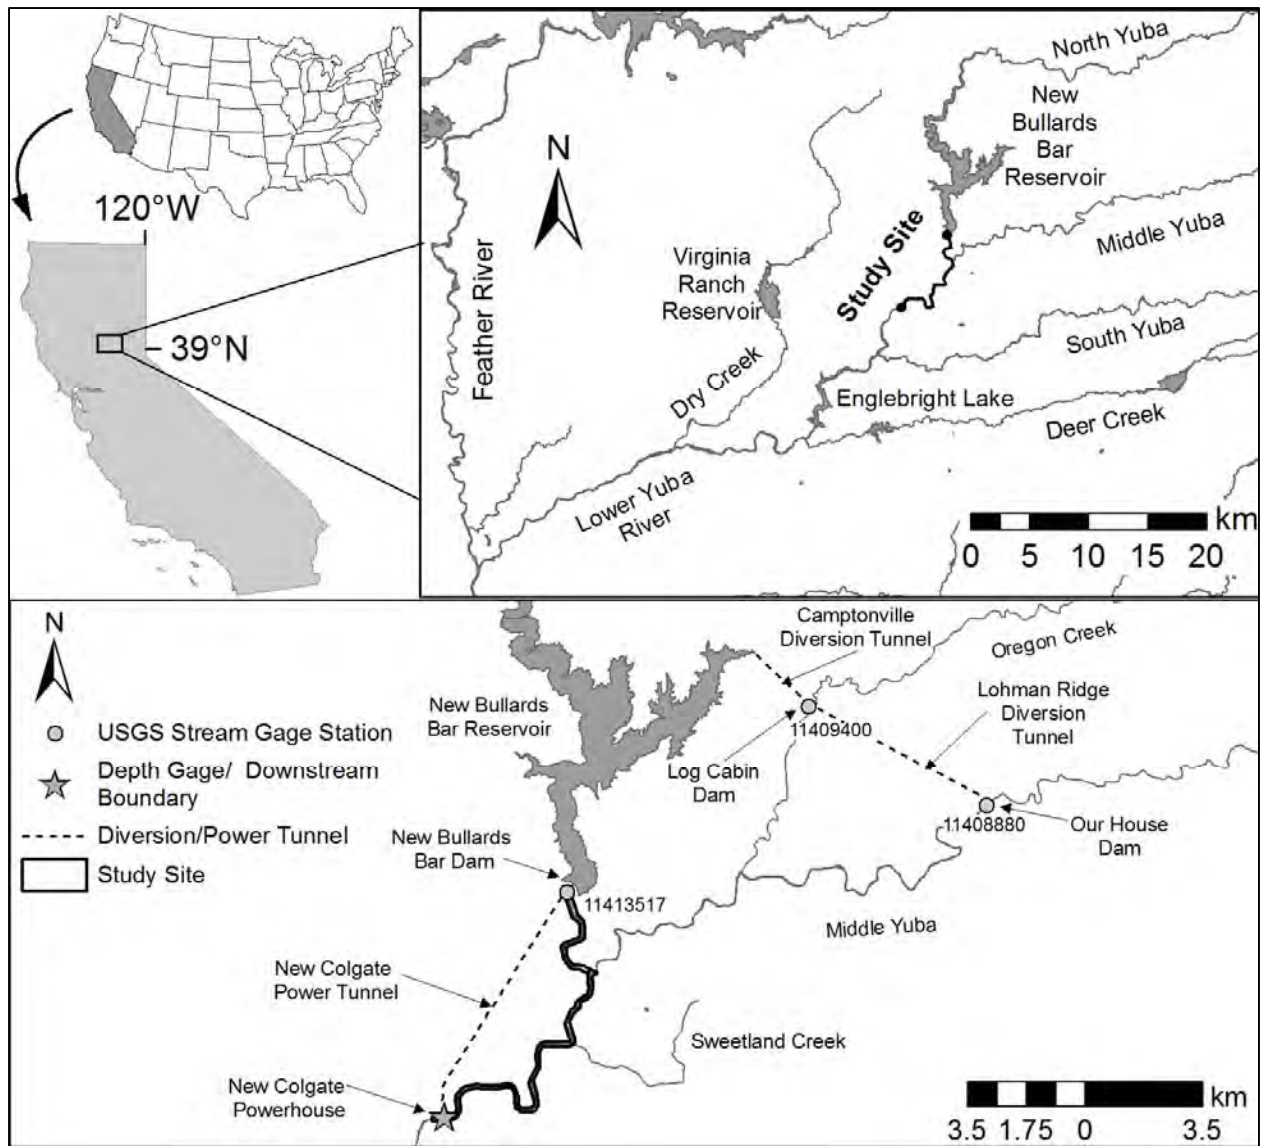 120°W
39°N
North Yuba
New
Bullards
Bar
Reservoir
N
Middle Yuba
Study Site
Virginia
Ranch
Reservoir
Feather River
South Yuba
Dry Creek
Englebright Lake
Deer Creek
Lower Yuba
River
km
0 5 10 15 20
N
USGS Stream Gage Station
Depth Gage/ Downstream
Boundary
Diversion/Power Tunnel
Study Site
Camptonville
Diversion Tunnel
Oregon Creek
Lohman Ridge
Diversion
Tunnel
New Bullards
Bar Reservoir
11409400
Log Cabin
Dam
11408880
Our House
Dam
New Bullards
Bar Dam
11413517
Middle Yuba
New Colgate
Power Tunnel
Sweetland Creek
New Colgate
Powerhouse
km
3.5 1.75 0 3.5